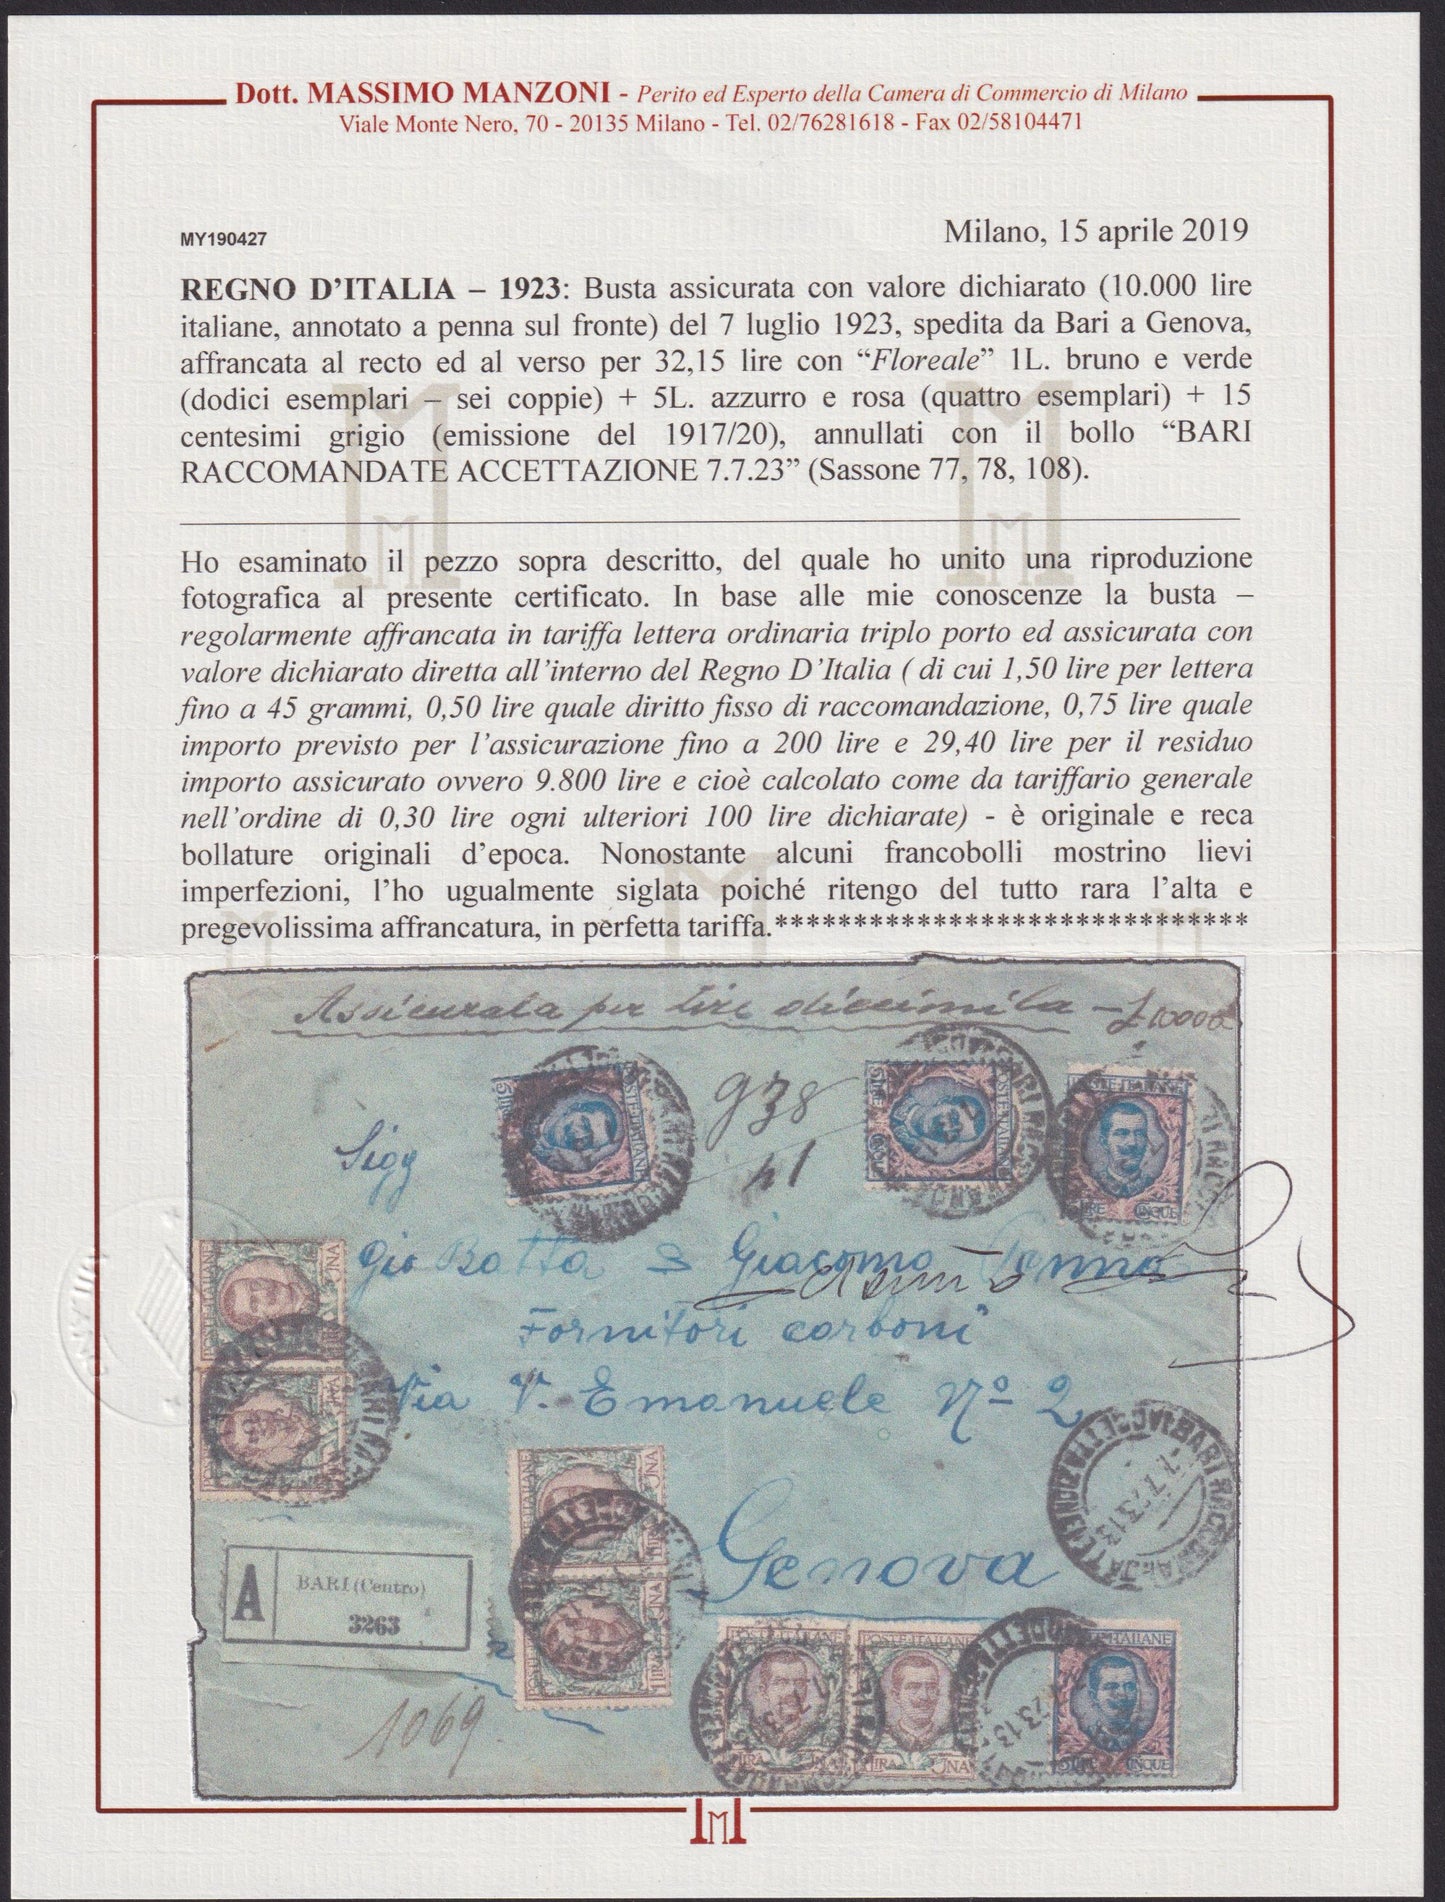 Dott. MASSIMO MANZONI - Perito ed Esperto della Camera di Commercio di Milano
Viale Monte Nero, 70 - 20135 Milano - Tel. 02/76281618 - Fax 02/58104471
MY190427
Milano, 15 aprile 2019
REGNO D’ITALIA – 1923: Busta assicurata con valore dichiarato (10.000 lire
italiane, annotato a penna sul fronte) del 7 luglio 1923, spedita da Bari a Genova,
affrancata al recto ed al verso per 32,15 lire con “Floreale” 1L. bruno e verde
(dodici esemplari – sei coppie) + 5L. azzurro e rosa (quattro esemplari) + 15
centesimi grigio (emissione del 1917/20), annullati con il bollo “BARI
RACCOMANDATE ACCETTAZIONE 7.7.23” (Sassone 77, 78, 108).
Ho esaminato il pezzo sopra descritto, del quale ho unito una riproduzione
fotografica al presente certificato. In base alle mie conoscenze la busta –
regolarmente affrancata in tariffa lettera ordinaria triplo porto ed assicurata con
valore dichiarato diretta all’interno del Regno D’Italia ( di cui 1,50 lire per lettera
fino a 45 grammi, 0,50 lire quale diritto fisso di raccomandazione, 0,75 lire quale
importo previsto per l’assicurazione fino a 200 lire e 29,40 lire per il residuo
importo assicurato ovvero 9.800 lire e cioè calcolato come da tariffario generale
nell’ordine di 0,30 lire ogni ulteriori 100 lire dichiarate) - è originale e reca
bollature originali d’epoca. Nonostante alcuni francobolli mostrino lievi
imperfezioni, l’ho ugualmente siglata poiché ritengo del tutto rara l’alta e
pregevolissima affrancatura, in perfetta tariffa.******************************
Assicurata per lire diecimila – £ 10000
938
41
Sigg
Gio Batta & Giacomo
Fornitori carboni
Via V. Emanuele Nº 2
Genova
A
BARI (Centro)
3263
1069
POSTE·ITALIANE
LIRA UNA
POSTE·ITALIANE
LIRE CINQUE